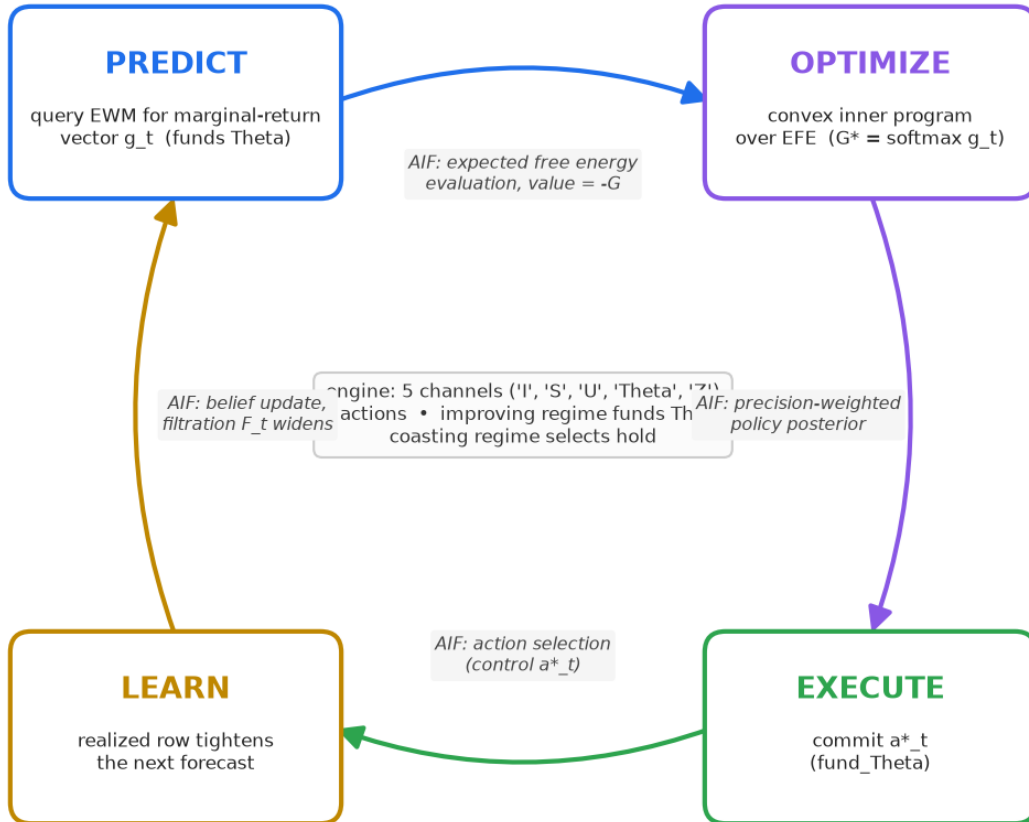 PREDICT
query EWM for marginal-return
vector g_t (funds Theta)
OPTIMIZE
convex inner program
over EFE (G* = softmax g_t)
AIF: expected free energy
evaluation, value = -G
AIF: belief update,
filtration F_t widens
engine: 5 channels ('I', 'S', 'U', 'Theta', 'Z')
actions • improving regime funds
coasting regime selects hold
AIF: precision-weighted
policy posterior
AIF: action selection
(control a*_t)
LEARN
realized row tightens
the next forecast
EXECUTE
commit a*_t
(fund_Theta)